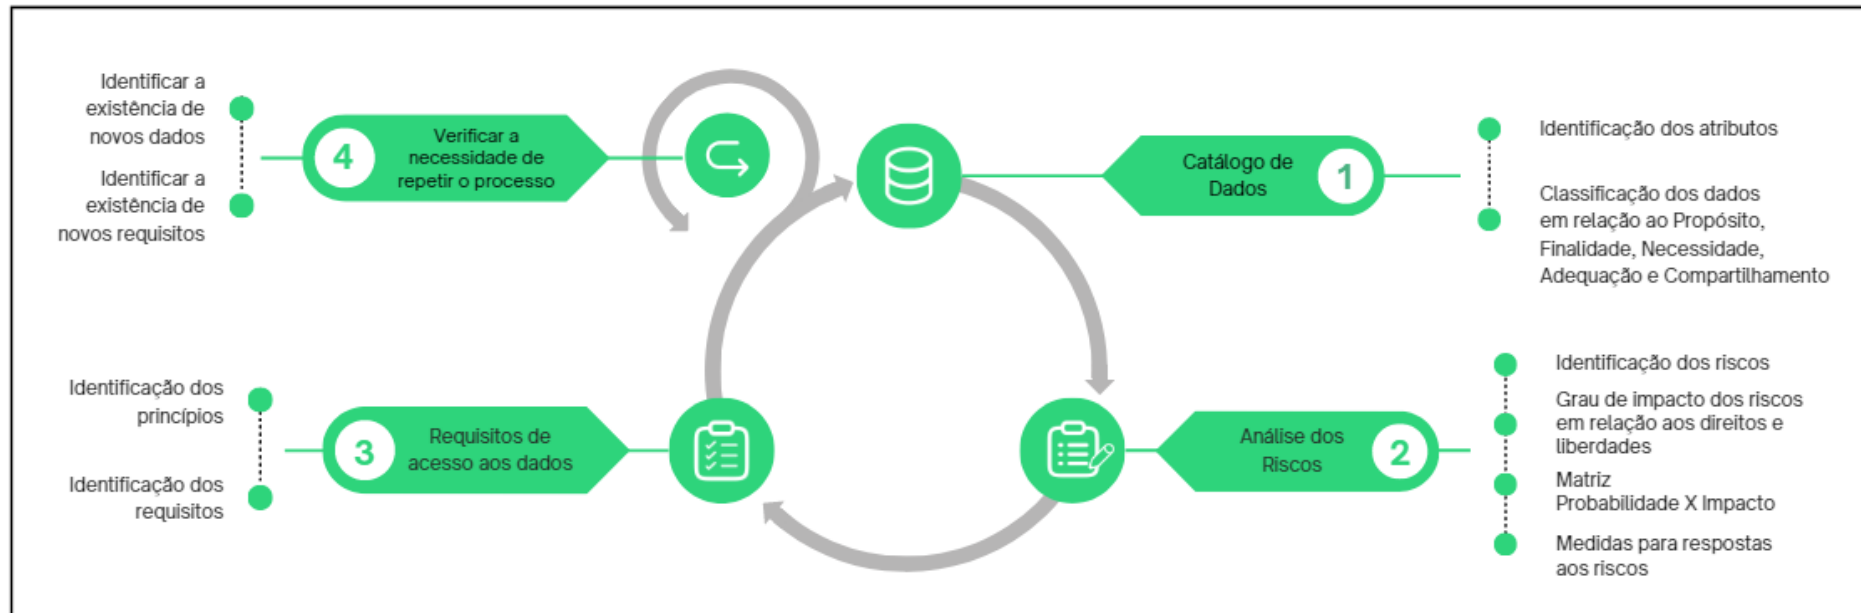 Identificar a
existência de
novos dados
Identificar a
existência de
novos requisitos
4
Verificar a
necessidade de
repetir o processo
Catálogo de
Dados
1
Identificação dos atributos
Classificação dos dados
em relação ao Propósito,
Finalidade, Necessidade,
Adequação e Compartilhamento
Identificação dos
princípios
Identificação dos
requisitos
3
Requisitos de
acesso aos dados
Análise dos
Riscos
2
Identificação dos riscos
Grau de impacto dos riscos
em relação aos direitos e
liberdades
Matriz
Probabilidade X Impacto
Medidas para respostas
aos riscos